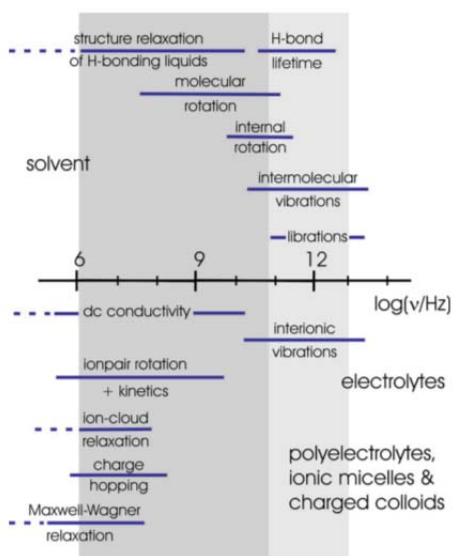 structure relaxation
of H-bonding liquids
H-bond
lifetime
molecular
rotation
internal
rotation
solvent
intermolecular
vibrations
librations
6 9 12
log(ν/Hz)
dc conductivity
interionic
vibrations
ionpair rotation
+ kinetics
electrolytes
ion-cloud
relaxation
charge
hopping
polyelectrolytes,
ionic micelles &
charged colloids
Maxwell-Wagner
relaxation